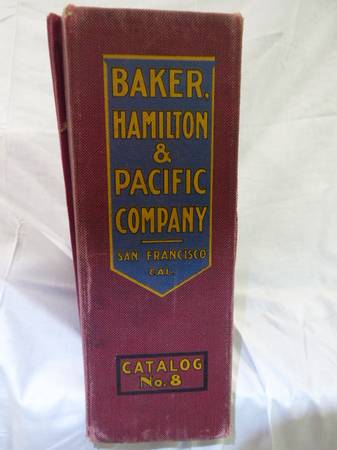 BAKER,
HAMILTON
&
PACIFIC
COMPANY
SAN FRANCISCO
CAL.
CATALOG
No. 8